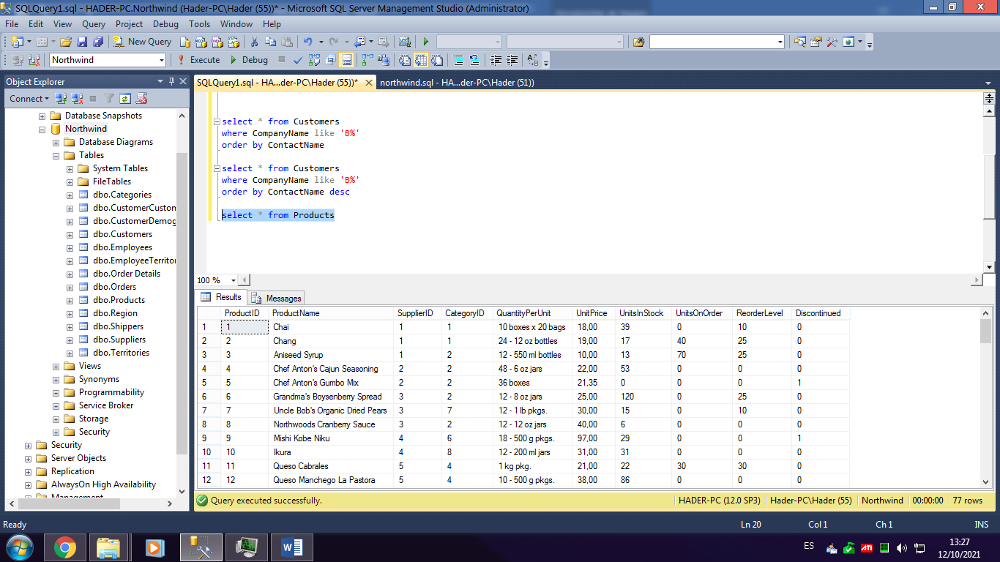 SQLQuery1.sql - HADER-PC.Northwind (Hader-PC\Hader (55))* - Microsoft SQL Server Management Studio (Administrator)
File Edit View Query Project Debug Tools Window Help
New Query
Northwind Execute Debug
Object Explorer
Connect
Database Snapshots
Northwind
Database Diagrams
Tables
System Tables
FileTables
dbo.Categories
dbo.CustomerCuston
dbo.CustomerDemog
dbo.Customers
dbo.Employees
dbo.EmployeeTerritor
dbo.Order Details
dbo.Orders
dbo.Products
dbo.Region
dbo.Shippers
dbo.Suppliers
dbo.Territories
Views
Synonyms
Programmability
Service Broker
Storage
Security
Security
Server Objects
Replication
AlwaysOn High Availability
Management
SQLQuery1.sql - HA...der-PC\Hader (55))* northwind.sql - HA...der-PC\Hader (51))
select * from Customers
where CompanyName like 'B%'
order by ContactName
select * from Customers
where CompanyName like 'B%'
order by ContactName desc
select * from Products
100 %
Results Messages
ProductID ProductName SupplierID CategoryID QuantityPerUnit UnitPrice UnitsInStock UnitsOnOrder ReorderLevel Discontinued
1 1 Chai 1 1 10 boxes x 20 bags 18,00 39 0 10 0
2 2 Chang 1 1 24 - 12 oz bottles 19,00 17 40 25 0
3 3 Aniseed Syrup 1 2 12 - 550 ml bottles 10,00 13 70 25 0
4 4 Chef Anton's Cajun Seasoning 2 2 48 - 6 oz jars 22,00 53 0 0 0
5 5 Chef Anton's Gumbo Mix 2 2 36 boxes 21,35 0 0 0 1
6 6 Grandma's Boysenberry Spread 3 2 12 - 8 oz jars 25,00 120 0 25 0
7 7 Uncle Bob's Organic Dried Pears 3 7 12 - 1 lb pkgs. 30,00 15 0 10 0
8 8 Northwoods Cranberry Sauce 3 2 12 - 12 oz jars 40,00 6 0 0 0
9 9 Mishi Kobe Niku 4 6 18 - 500 g pkgs. 97,00 29 0 0 1
10 10 Ikura 4 8 12 - 200 ml jars 31,00 31 0 0 0
11 11 Queso Cabrales 5 4 1 kg pkg. 21,00 22 30 30 0
12 12 Queso Manchego La Pastora 5 4 10 - 500 g pkgs. 38,00 86 0 0 0
Query executed successfully. HADER-PC (12.0 SP3) Hader-PC\Hader (55) Northwind 00:00:00 77 rows
Ready Ln 20 Col 1 Ch 1 INS
ES ATI 13:27
12/10/2021